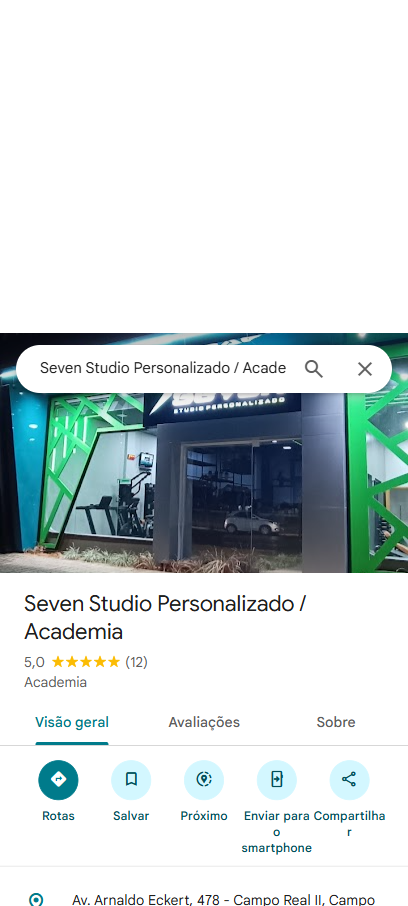 Seven Studio Personalizado / Acade
STUDIO PERSONALIZADO
Seven Studio Personalizado /
Academia
5,0 ★★★★★ (12)
Academia
Visão geral
Avaliações
Sobre
Rotas
Salvar
Próximo
Enviar para o smartphone
Compartilhar
Av. Arnaldo Eckert, 478 - Campo Real II, Campo